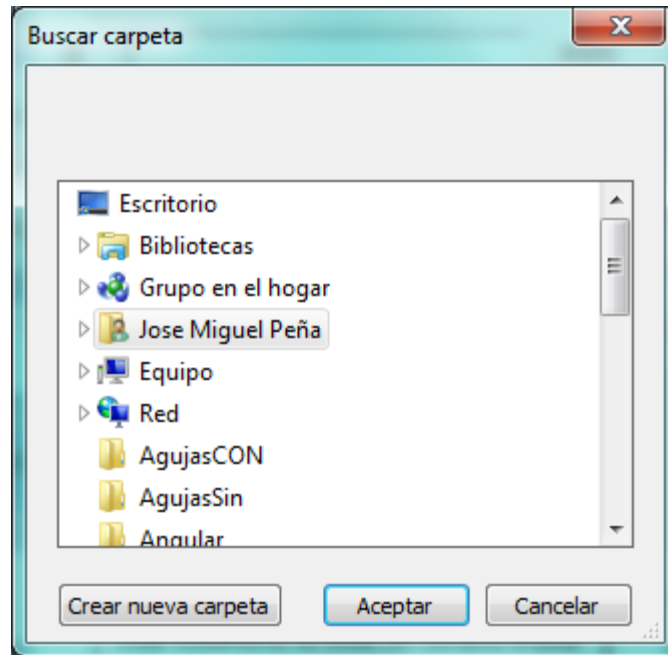 Buscar carpeta
Escritorio
Bibliotecas
Grupo en el hogar
Jose Miguel Peña
Equipo
Red
AgujasCON
AgujasSin
Angular
Crear nueva carpeta
Aceptar
Cancelar